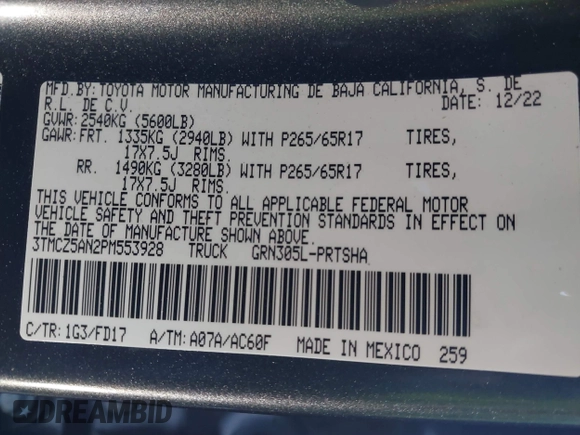 MFD.BY:TOYOTA MOTOR MANUFACTURING DE BAJA CALIFORNIA, S. DE
R.L. DE C.V. DATE: 12/22
GVWR:2540KG (5600LB)
GAWR:FRT. 1335KG (2940LB) WITH P265/65R17 TIRES,
17X7.5J RIMS.
RR. 1490KG (3280LB) WITH P265/65R17 TIRES,
17X7.5J RIMS.
THIS VEHICLE CONFORMS TO ALL APPLICABLE FEDERAL MOTOR
VEHICLE SAFETY AND THEFT PREVENTION STANDARDS IN EFFECT ON
THE DATE OF MANUFACTURE SHOWN ABOVE.
3TMCZ5AN2PM553928 TRUCK GRN305L-PRTSHA
C/TR:1G3/FD17 A/TM:A07A/AC60F MADE IN MEXICO 259
DREAMBID